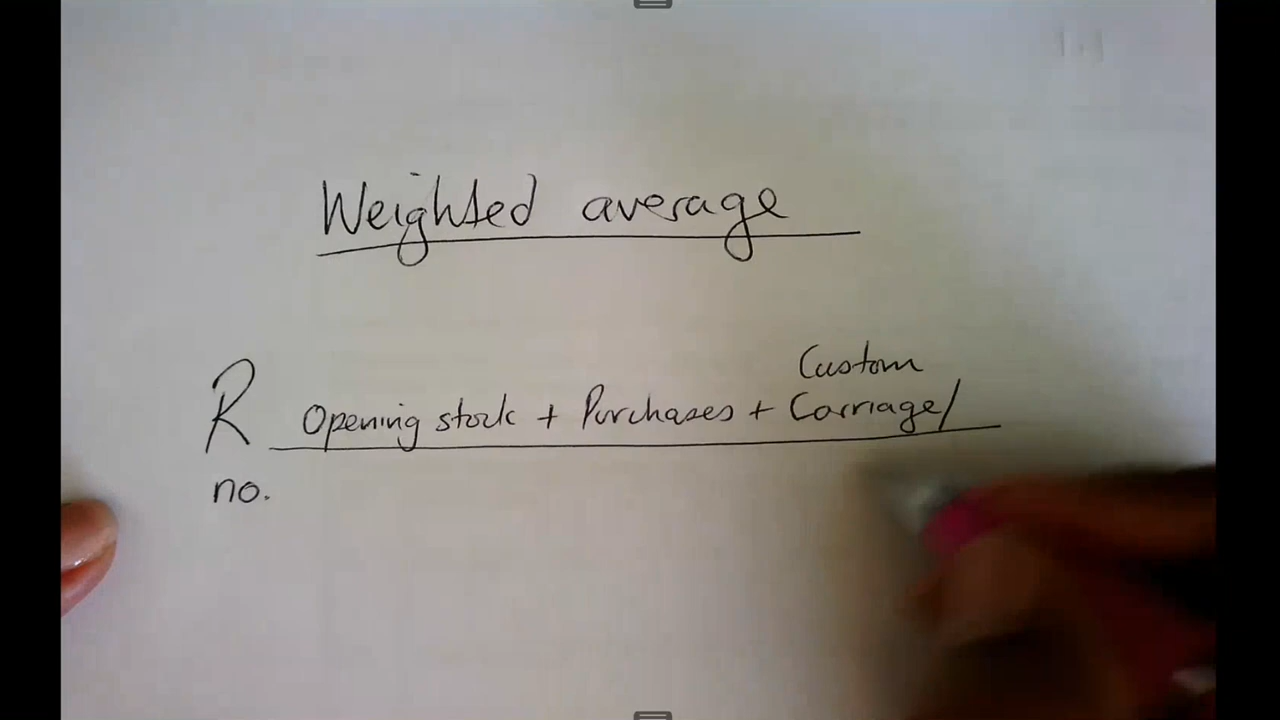 Weighted average
Custom
R Opening stock + Purchases + Carriage/
no.